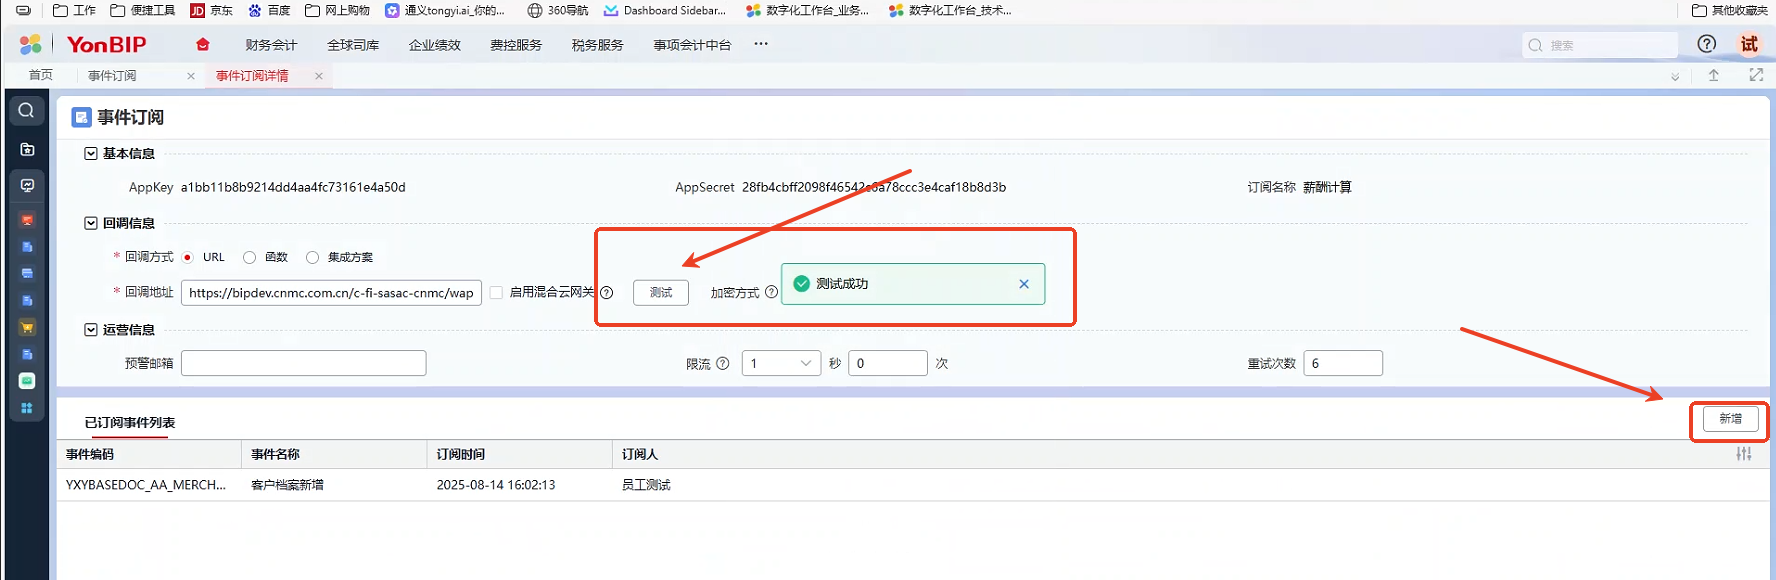 工作 便捷工具 京东 百度 网上购物 通义tongyi.ai_你的... 360导航 Dashboard Sidebar... 数字化工作台_业务... 数字化工作台_技术... 其他收藏夹
YonBIP 财务会计 全球司库 企业绩效 费控服务 税务服务 事项会计中台 ··· 搜索 试
首页 事件订阅 × 事件订阅详情 ×
事件订阅
基本信息
AppKey a1bb11b8b9214dd4aa4fc73161e4a50d AppSecret 28fb4cbff2098f46542c6a78ccc3e4caf18b8d3b 订阅名称 薪酬计算
回调信息
* 回调方式 URL 函数 集成方案
* 回调地址 https://bipdev.cnmc.com.cn/c-fi-sasac-cnmc/wap 启用混合云网关 测试 加密方式 测试成功
运营信息
预警邮箱 限流 1 秒 0 次 重试次数 6
已订阅事件列表 新增
事件编码 事件名称 订阅时间 订阅人
YXYBASEDOC_AA_MERCH... 客户档案新增 2025-08-14 16:02:13 员工测试